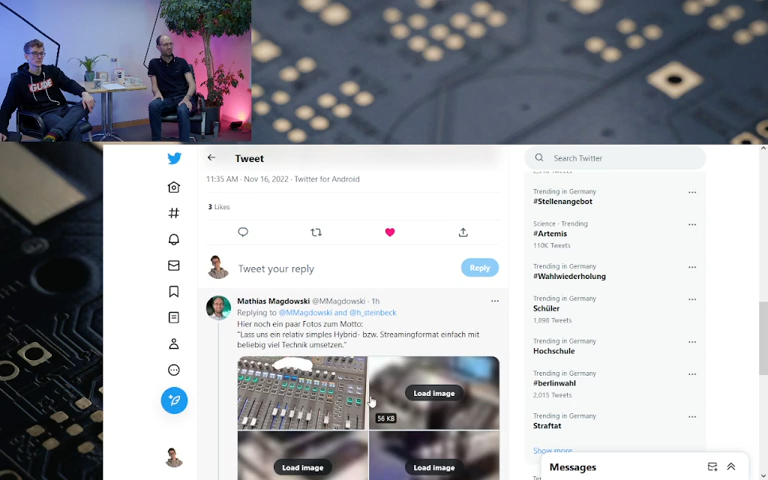 Tweet
Search Twitter
11:35 AM · Nov 16, 2022 · Twitter for Android
3 Likes
Tweet your reply
Reply
Mathias Magdowski @MMagdowski · 1h
Replying to @MMagdowski and @h_steinbeck
Hier noch ein paar Fotos zum Motto:
"Lass uns ein relativ simples Hybrid- bzw. Streamingformat einfach mit
beliebig viel Technik umsetzen."
Load image
56 KB
Load image
Load image
Trending in Germany
#Stellenangebot
Science · Trending
#Artemis
110K Tweets
Trending in Germany
#Wahlwiederholung
Trending in Germany
Schüler
1,898 Tweets
Trending in Germany
Hochschule
Trending in Germany
#berlinwahl
2,015 Tweets
Trending in Germany
Straftat
Show more
Messages